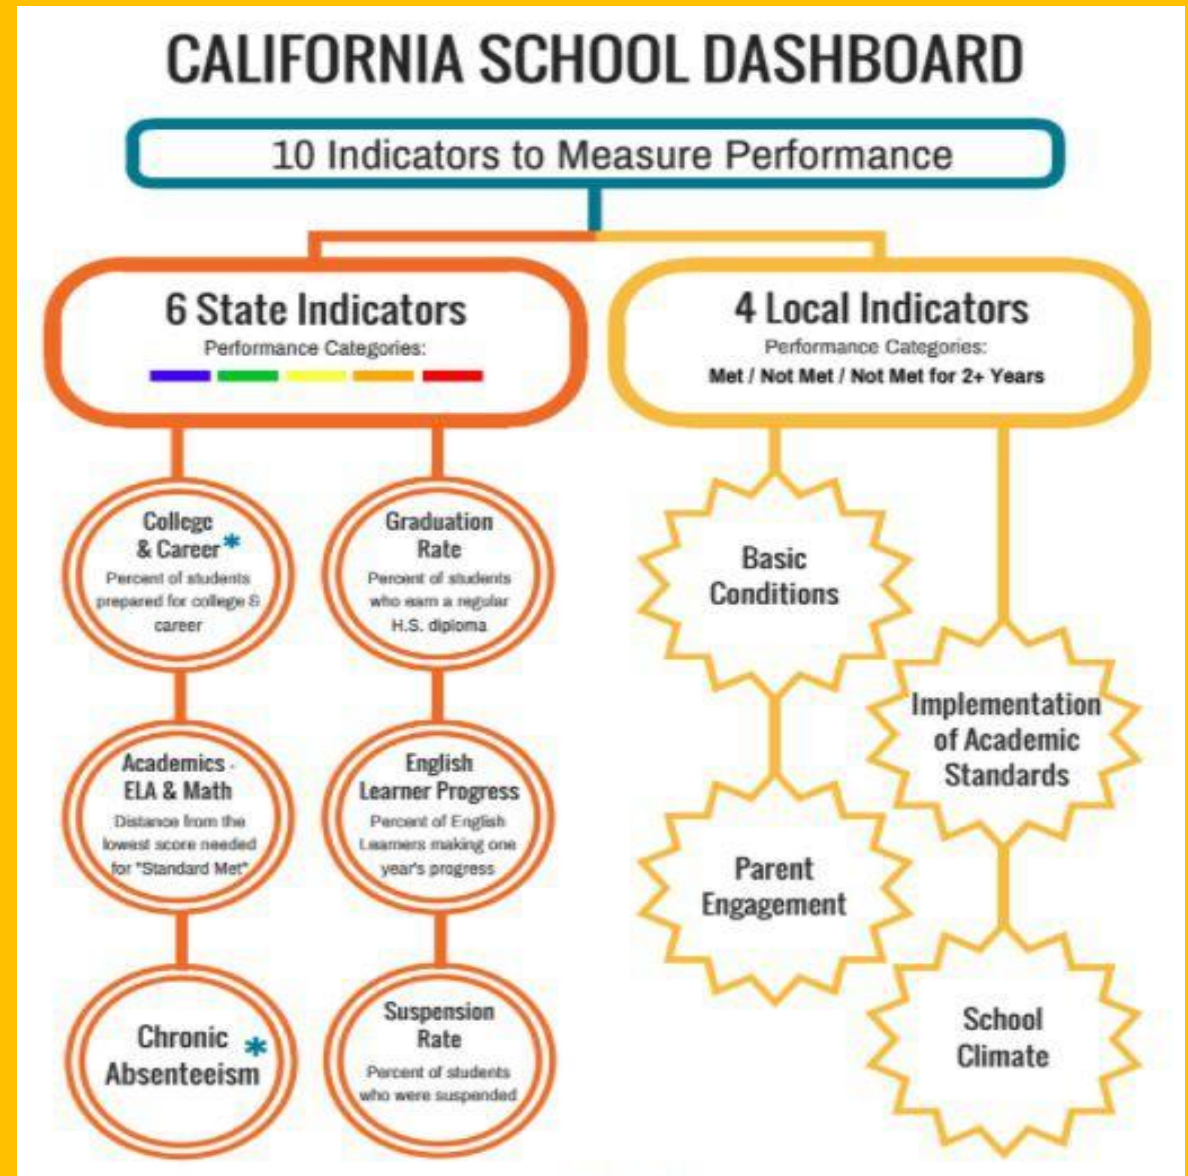 CALIFORNIA SCHOOL DASHBOARD
10 Indicators to Measure Performance
6 State Indicators
Performance Categories:
4 Local Indicators
Performance Categories:
Met / Not Met / Not Met for 2+ Years
College
& Career*
Percent of students
prepared for college &
career
Graduation
Rate
Percent of students
who earn a regular
H.S. diploma
Academics -
ELA & Math
Distance from the
lowest score needed
for "Standard Met"
English
Learner Progress
Percent of English
Learners making one
year's progress
Chronic *
Absenteeism
Suspension
Rate
Percent of students
who were suspended
Basic
Conditions
Implementation
of Academic
Standards
Parent
Engagement
School
Climate